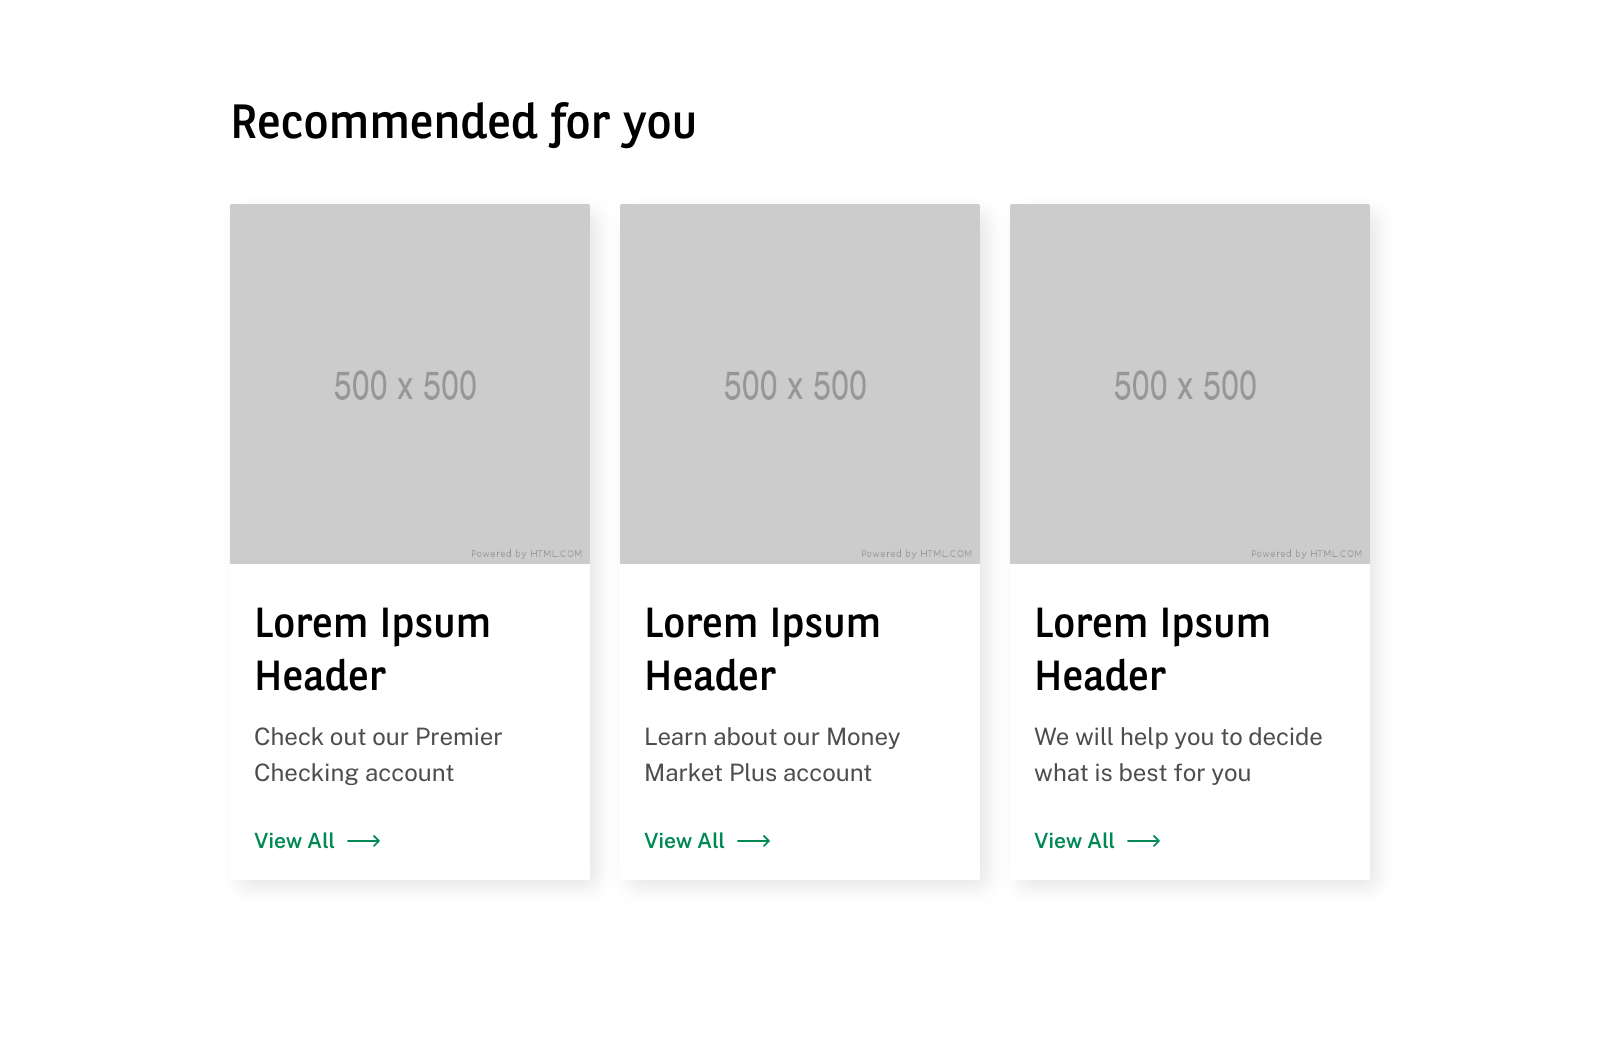 Recommended for you
500 x 500
Powered by HTML.COM
Lorem Ipsum
Header
Check out our Premier
Checking account
View All
500 x 500
Powered by HTML.COM
Lorem Ipsum
Header
Learn about our Money
Market Plus account
View All
500 x 500
Powered by HTML.COM
Lorem Ipsum
Header
We will help you to decide
what is best for you
View All